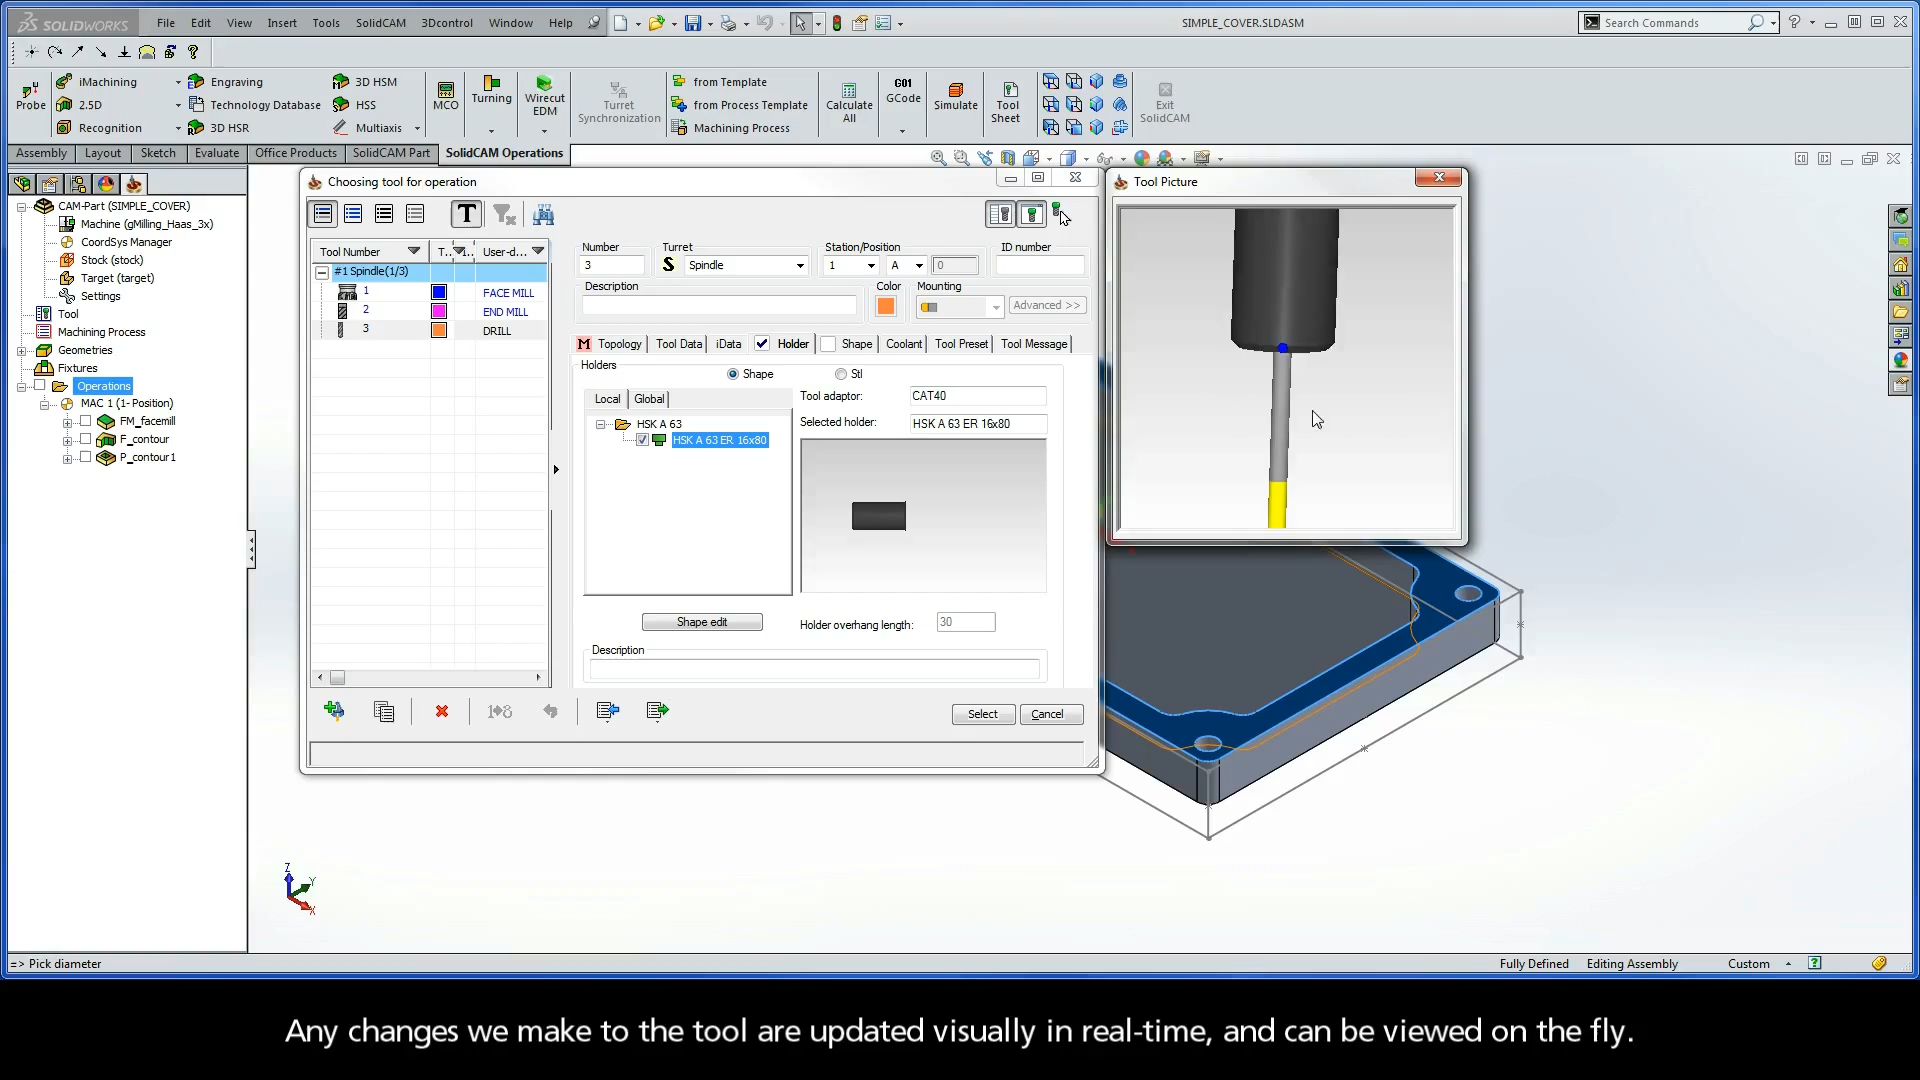 SOLIDWORKS File Edit View Insert Tools SolidCAM 3Dcontrol Window Help SIMPLE_COVER.SLDASM Search Commands
Probe iMachining 2.5D Recognition Engraving Technology Database 3D HSR 3D HSM HSS Multiaxis MCO Turning Wirecut EDM Turret Synchronization from Template from Process Template Machining Process Calculate All G01 GCode Simulate Tool Sheet Exit SolidCAM
Assembly Layout Sketch Evaluate Office Products SolidCAM Part SolidCAM Operations
CAM-Part (SIMPLE_COVER)
Machine (gMilling_Haas_3x)
CoordSys Manager
Stock (stock)
Target (target)
Settings
Tool
Machining Process
Geometries
Fixtures
Operations
MAC 1 (1- Position)
FM_facemill
F_contour
P_contour1
Choosing tool for operation
T
Tool Number T.. User-d...
#1 Spindle(1/3)
1 FACE MILL
2 END MILL
3 DRILL
Number Turret Station/Position ID number
3 S Spindle 1 A 0
Description Color Mounting
Advanced >>
M Topology Tool Data iData Holder Shape Coolant Tool Preset Tool Message
Holders
Shape Stl
Local Global
HSK A 63
HSK A 63 ER 16x80
Tool adaptor: CAT40
Selected holder: HSK A 63 ER 16x80
Shape edit
Holder overhang length: 30
Description
Select Cancel
Tool Picture
Z
Y
X
=> Pick diameter Fully Defined Editing Assembly Custom
Any changes we make to the tool are updated visually in real-time, and can be viewed on the fly.